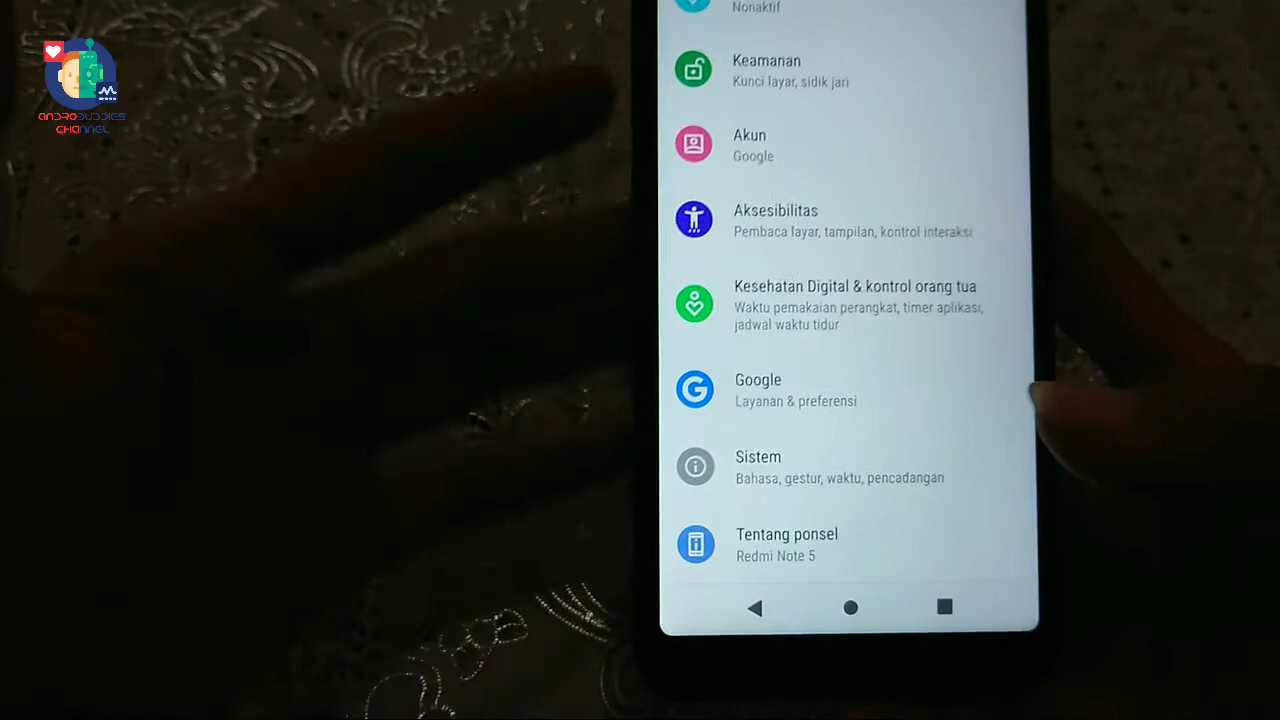 ANDROBUDDIES
CHANNEL
Nonaktif
Keamanan
Kunci layar, sidik jari
Akun
Google
Aksesibilitas
Pembaca layar, tampilan, kontrol interaksi
Kesehatan Digital & kontrol orang tua
Waktu pemakaian perangkat, timer aplikasi,
jadwal waktu tidur
Google
Layanan & preferensi
Sistem
Bahasa, gestur, waktu, pencadangan
Tentang ponsel
Redmi Note 5